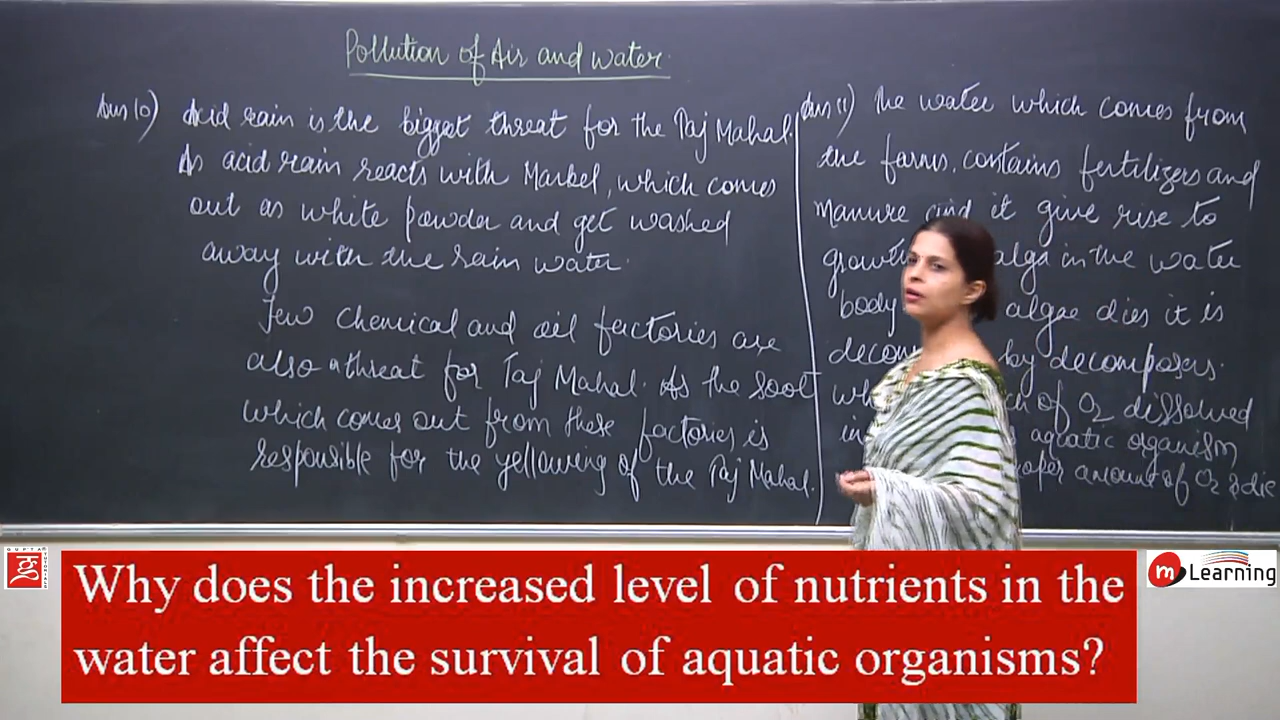 Pollution of Air and Water
Ans 10) Acid rain is the biggest threat for the Taj Mahal.
As acid rain reacts with Markel, which comes
out as white powder and get washed
away with the rain water.
Few chemical and oil factories are
also a threat for Taj Mahal. As the soot
which comes out from these factories is
responsible for the yellowing of the Taj Mahal.
Ans 11) The water which comes from
the farms, contains fertilizers and
manure and it give rise to
growth alga in the water
body algae dies it is
by decomposers.
of O2 dissolved
in aquatic organism
amount of O2 & die
GUPTA TUTORIALS
Why does the increased level of nutrients in the
water affect the survival of aquatic organisms?
m Learning